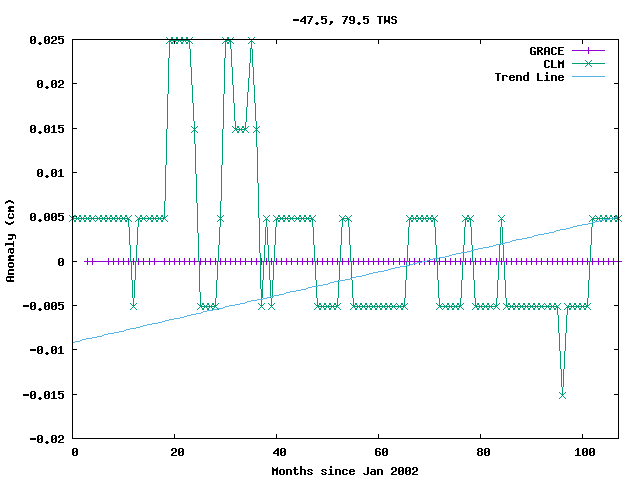 -47.5, 79.5 TWS
0.025
0.02
0.015
0.01
0.005
0
-0.005
-0.01
-0.015
-0.02
Anomaly (cm)
GRACE
CLM
Trend Line
0 20 40 60 80 100
Months since Jan 2002